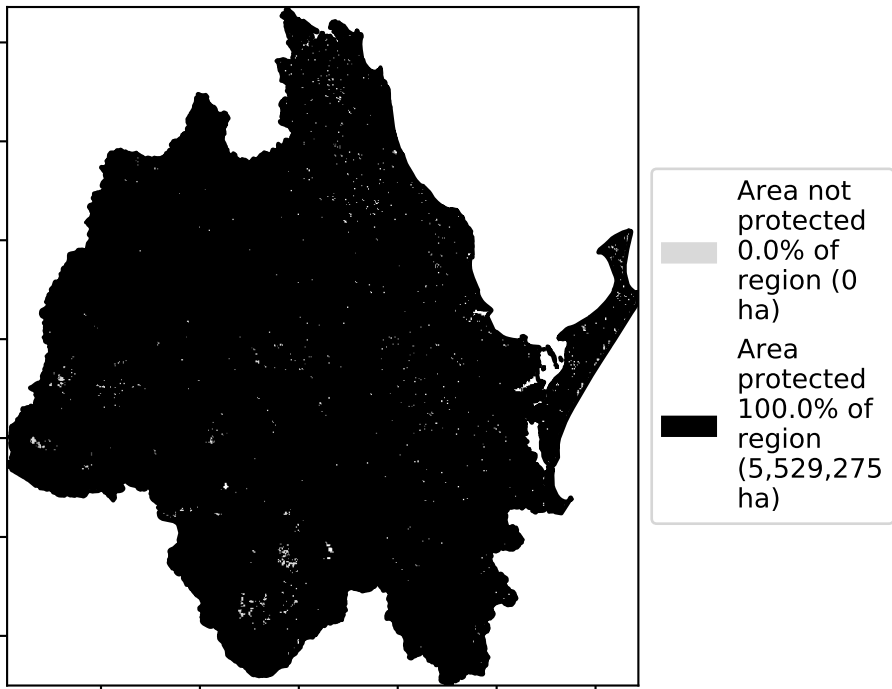 Area not
protected
0.0% of
region (0
ha)
Area
protected
100.0% of
region
(5,529,275
ha)